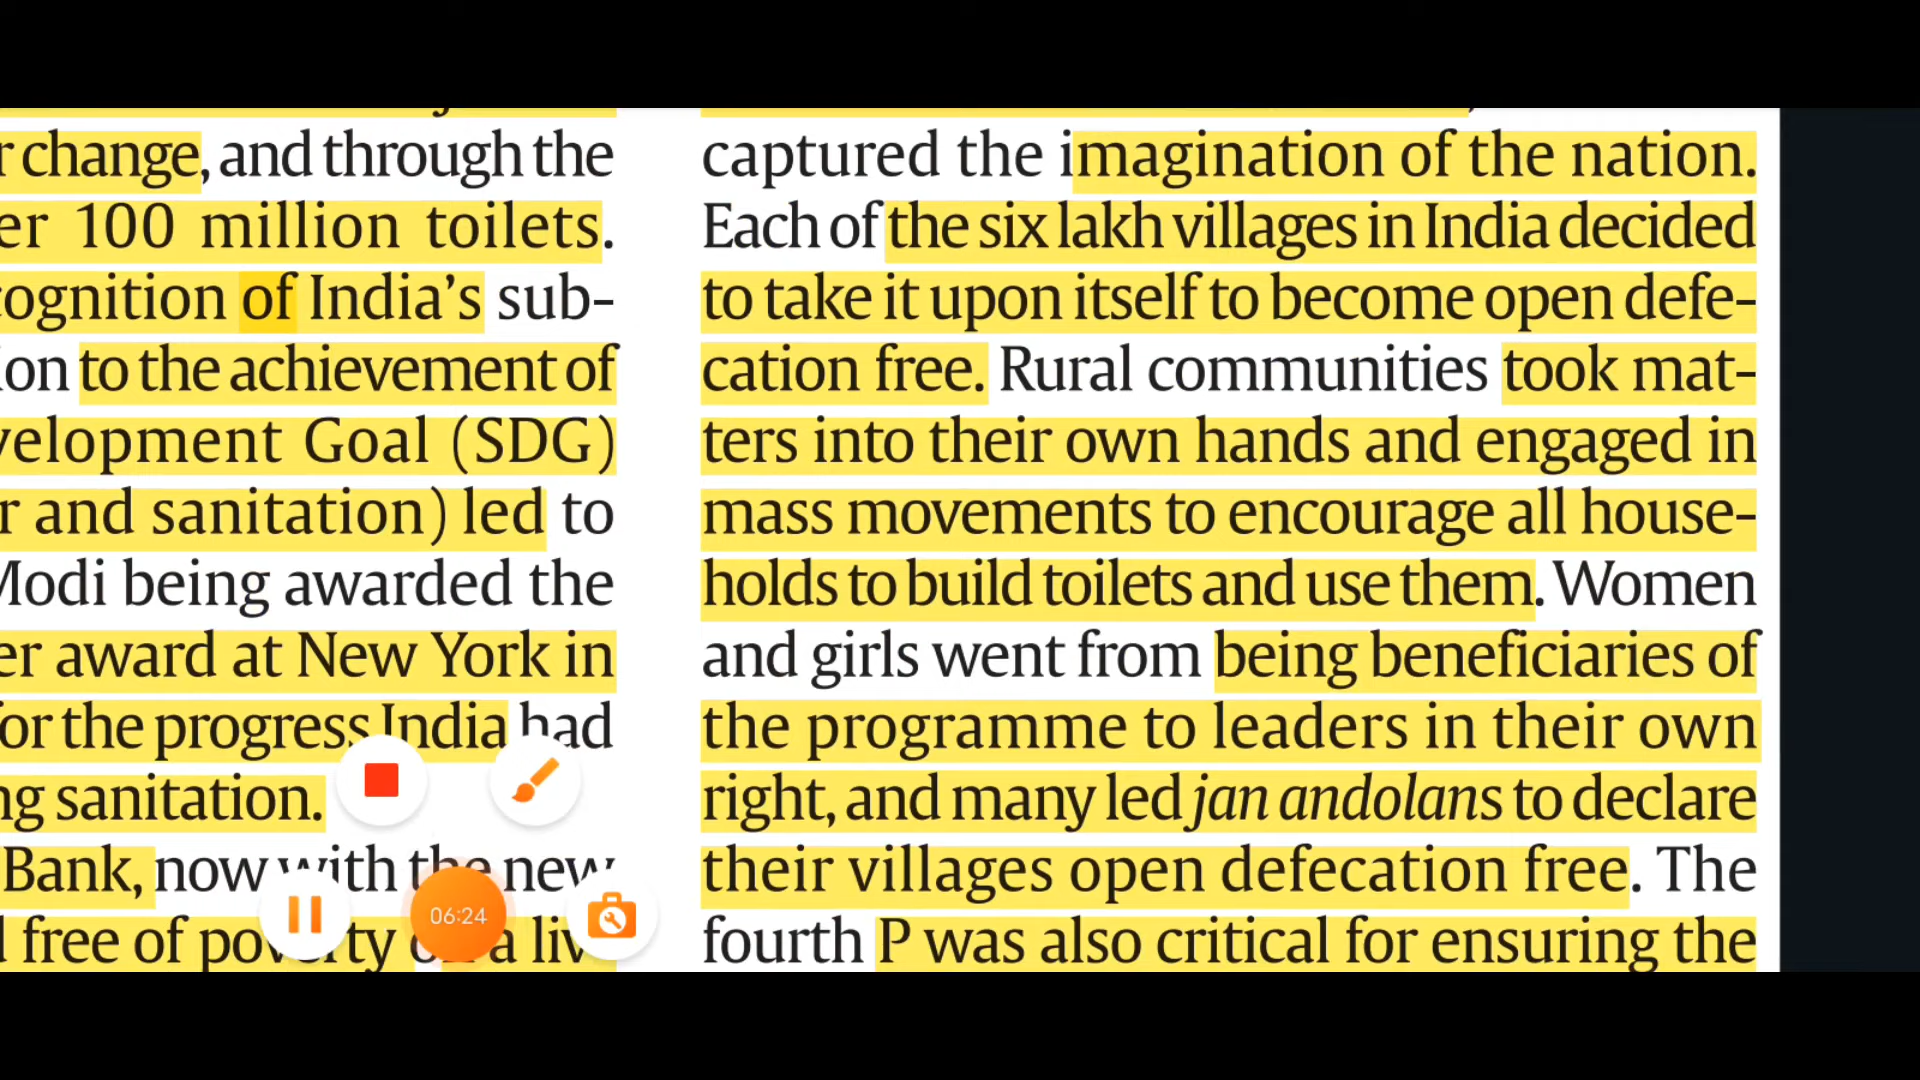 change, and through the
100 million toilets.
of India's sub-
to the achievement of
Goal (SDG)
and sanitation) led to
Modi being awarded the
award at New York in
for the progress India had
sanitation.
Bank, now with the new
free of poverty a
captured the imagination of the nation.
Each of the six lakh villages in India decided
to take it upon itself to become open defe-
cation free. Rural communities took mat-
ters into their own hands and engaged in
mass movements to encourage all house-
holds to build toilets and use them. Women
and girls went from being beneficiaries of
the programme to leaders in their own
right, and many led jan andolans to declare
their villages open defecation free. The
fourth P was also critical for ensuring the
06:24